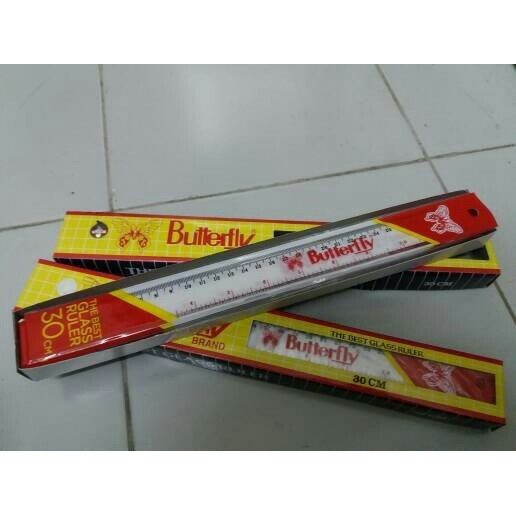 Butterfly
30 CM
Butterfly
THE BEST
GLASS
RULER
30 CM
THE BEST GLASS RULER
Butterfly
BRAND
30 CM